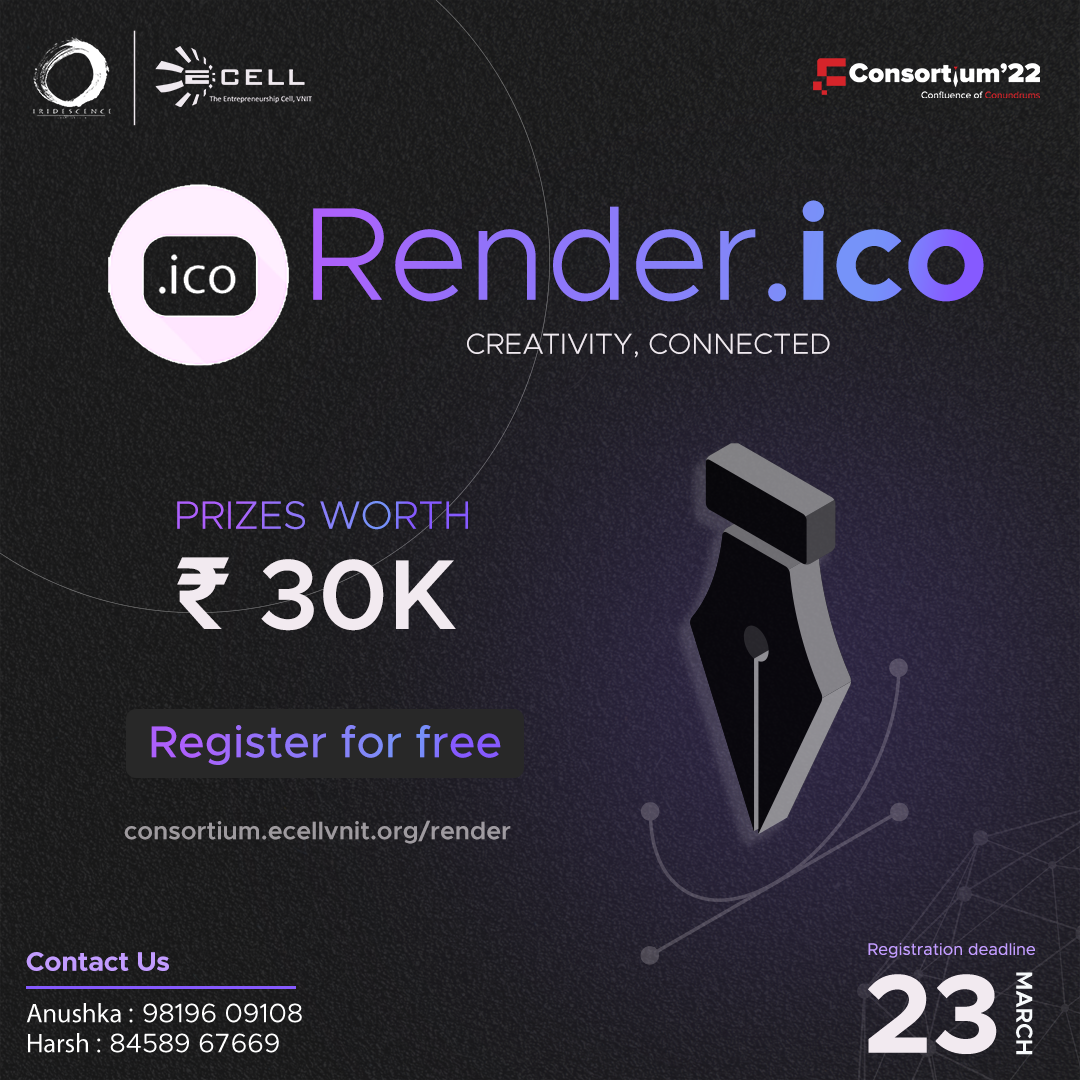 IRIDESCENCE
E-CELL
The Entrepreneurship Cell, VNIT
Consortium'22
Confluence of Conundrums
.ico
Render.ico
CREATIVITY, CONNECTED
PRIZES WORTH
₹ 30K
Register for free
consortium.ecellvnit.org/render
Contact Us
Anushka : 98196 09108
Harsh : 84589 67669
Registration deadline
23 MARCH